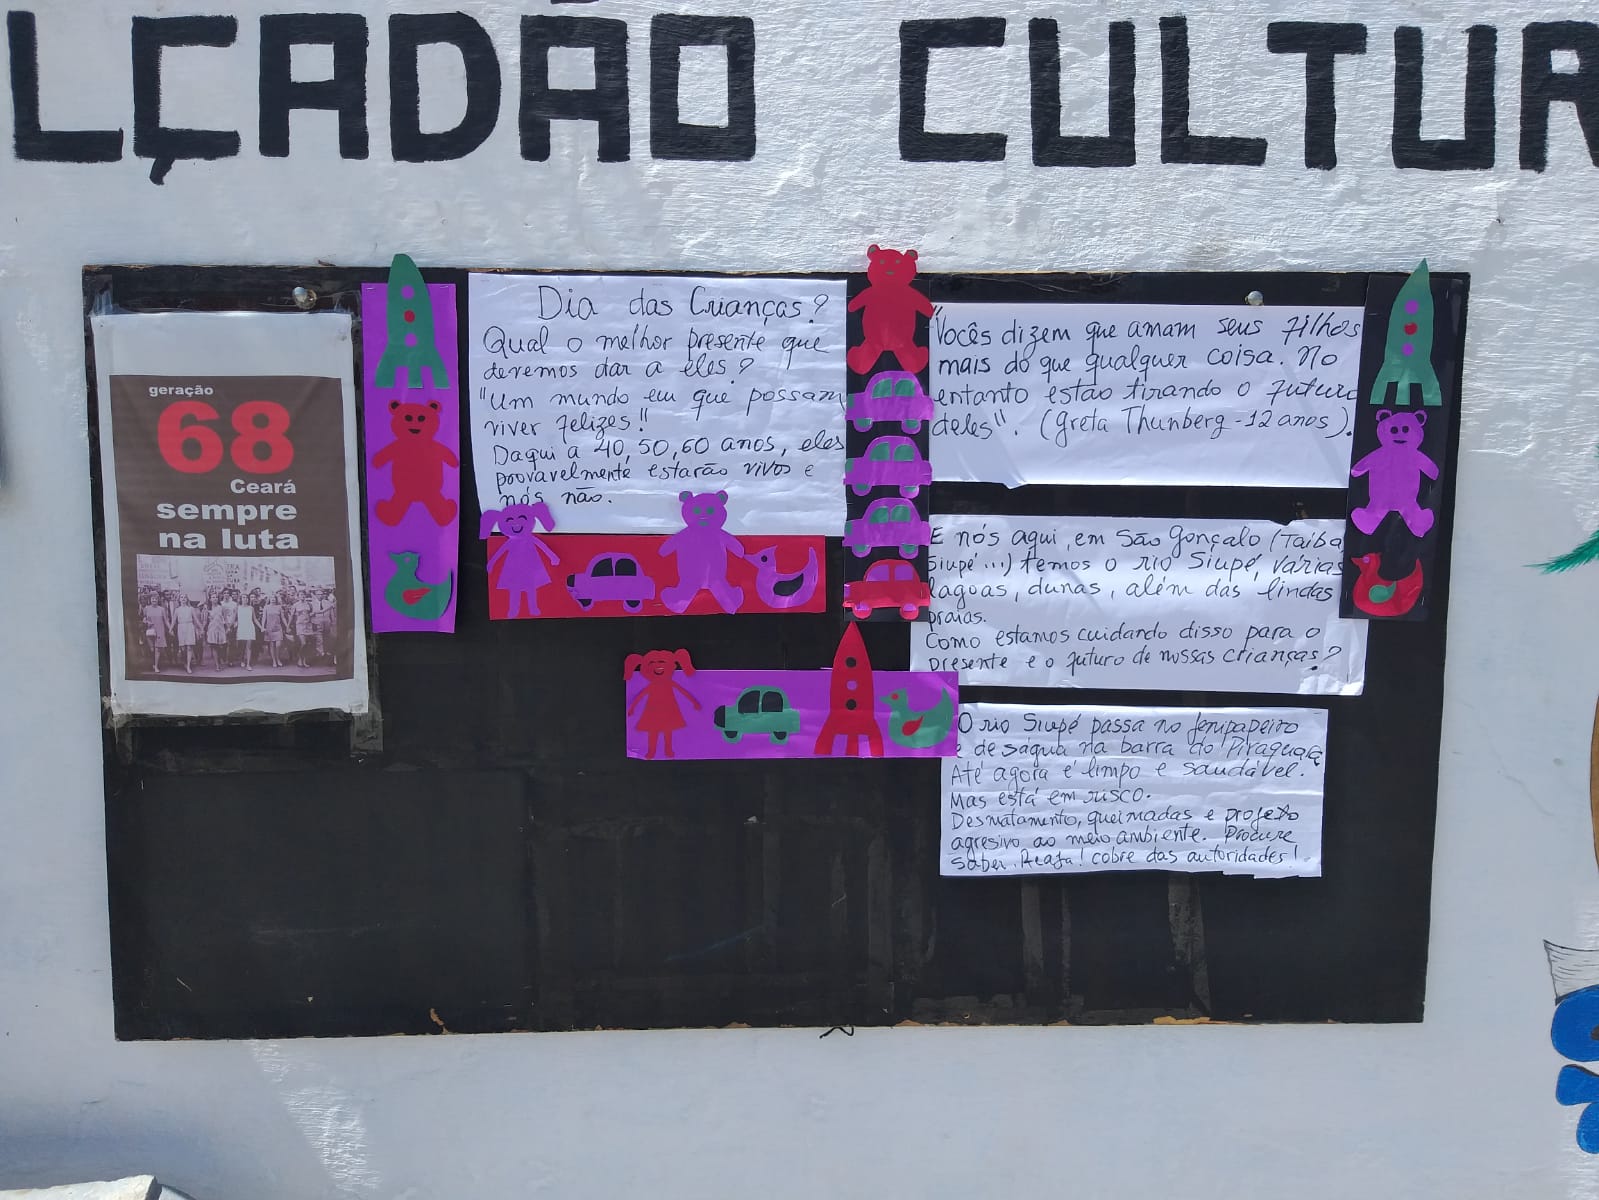 LÇADÃO CULTUR
geração
68
Ceará
sempre
na luta
Dia das Crianças?
Qual o melhor presente que
devemos dar a eles?
"Um mundo em que possam
viver felizes!"
Daqui a 40, 50, 60 anos, eles
provavelmente estarão vivos e
nós não.
"Vocês dizem que amam seus filhos
mais do que qualquer coisa. No
entanto estão tirando o futuro
deles". (Greta Thunberg - 12 anos).
E nós aqui, em São Gonçalo (Taíba,
Siupé...) temos o rio Siupé, várias
lagoas, dunas, além das lindas
praias.
Como estamos cuidando disso para o
presente e o futuro de nossas crianças?
O rio Siupé passa no Jenipapeiro
e deságua na barra do
Até agora é limpo e saudável.
Mas está em risco.
Desmatamento, queimadas e projeto
agresivo ao meio ambiente. Procure
saber. Reaja! cobre das autoridades!